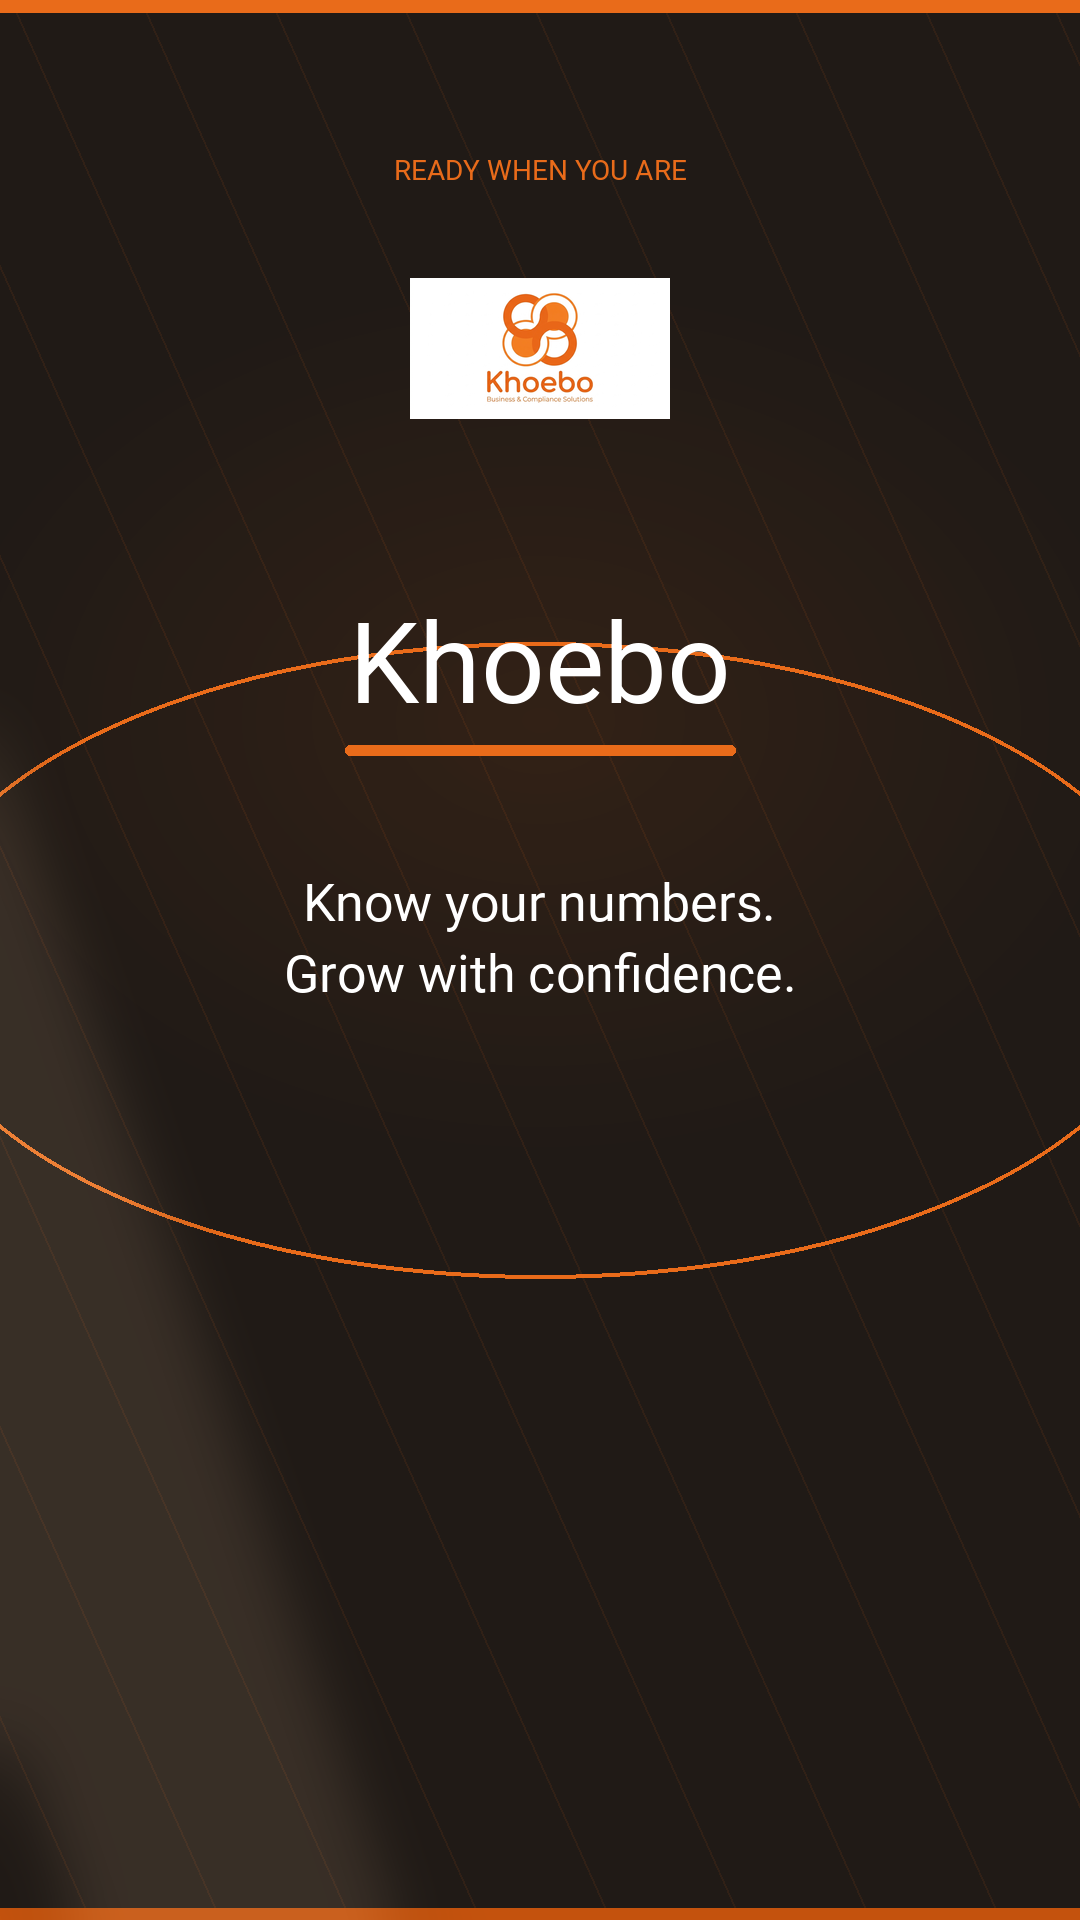 READY WHEN YOU ARE
Khoebo
Business & Compliance Solutions
Khoebo
Know your numbers.
Grow with confidence.